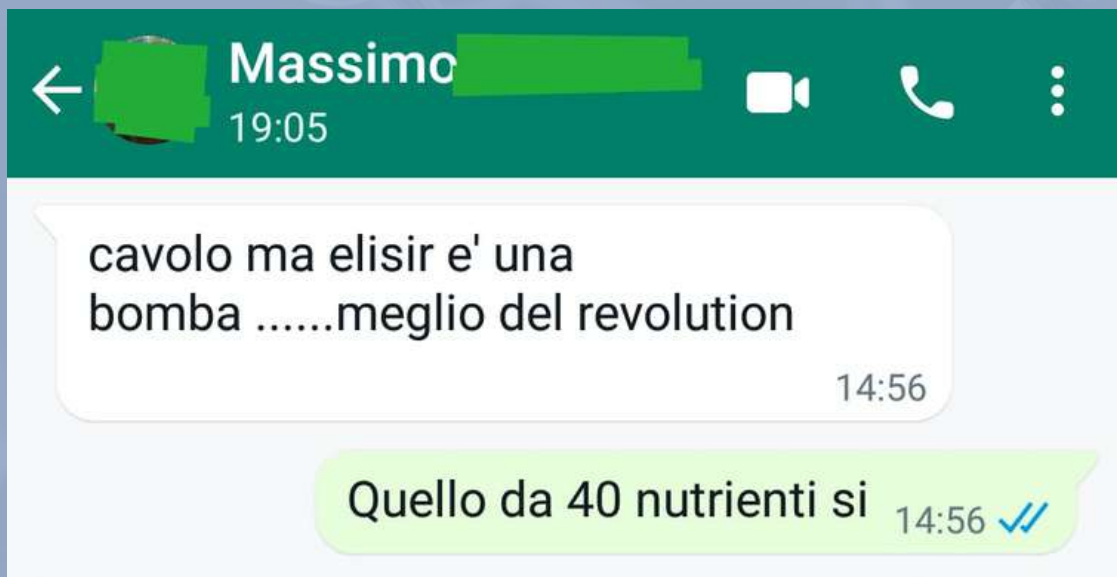 Massimo
19:05
cavolo ma elisir e' una
bomba ......meglio del revolution
14:56
Quello da 40 nutrienti si 14:56